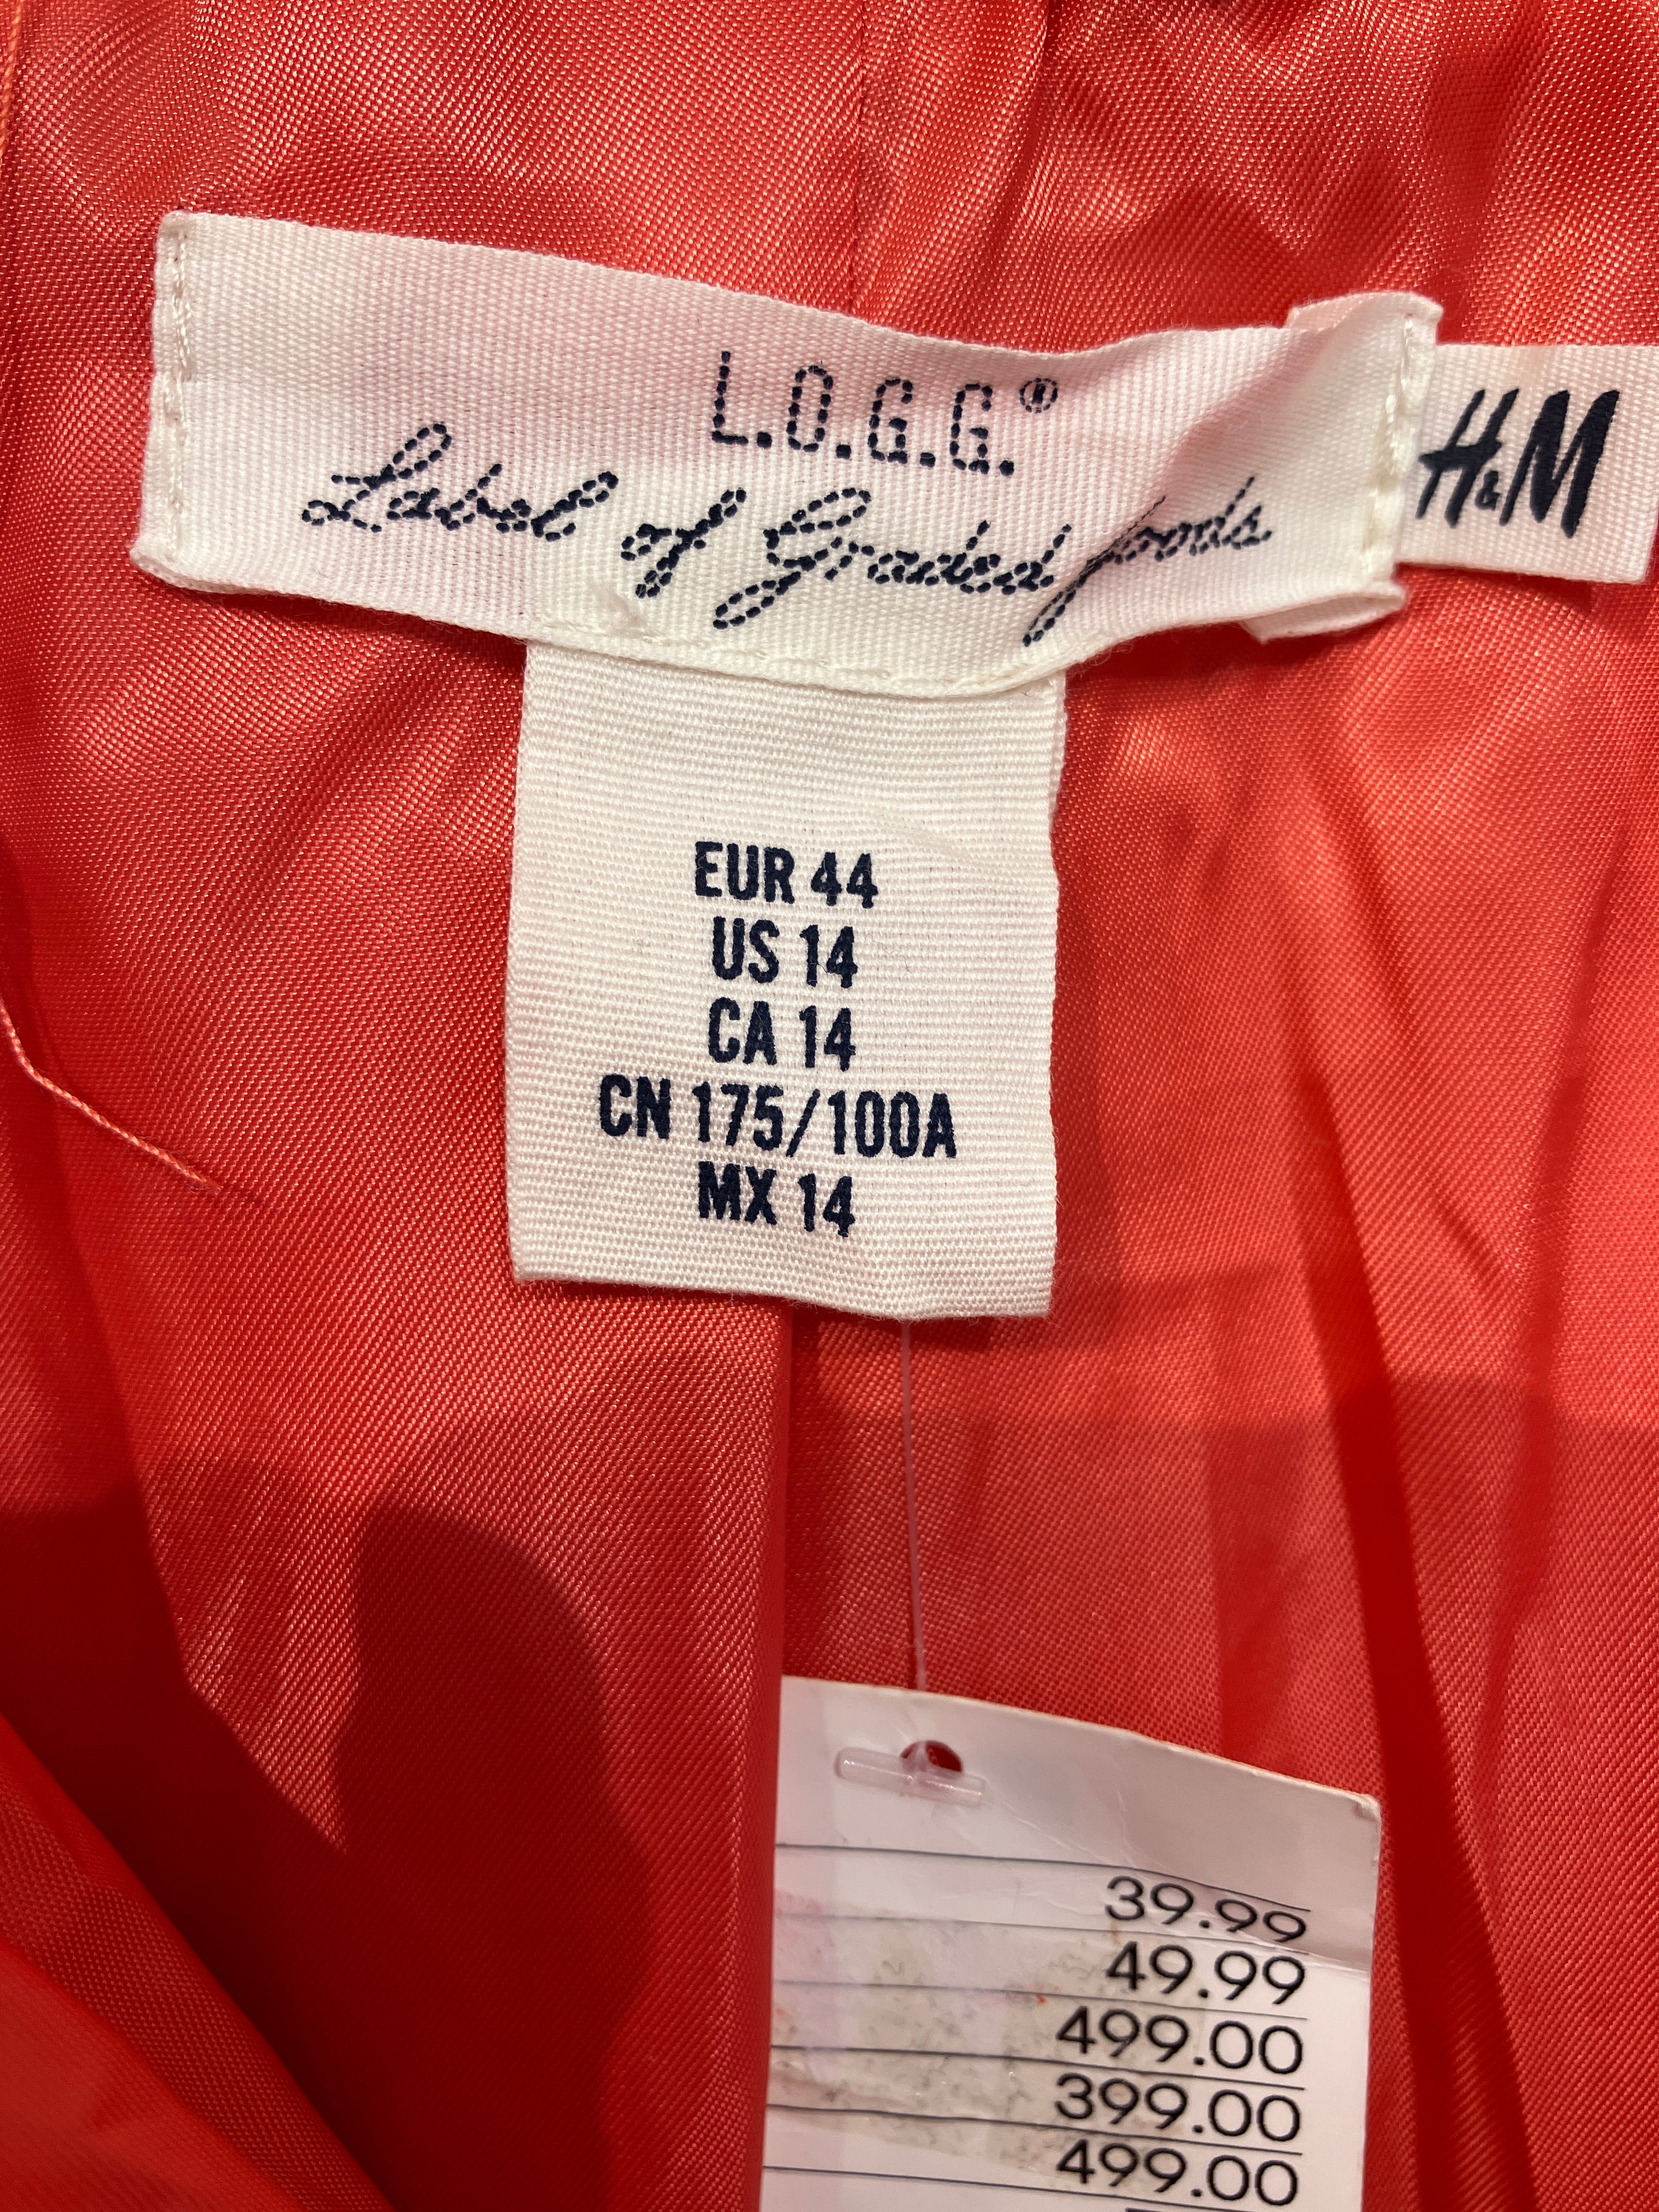 L.O.G.G.®
Label of Graded Goods
H&M
EUR 44
US 14
CA 14
CN 175/100A
MX 14
39.99
49.99
499.00
399.00
499.00